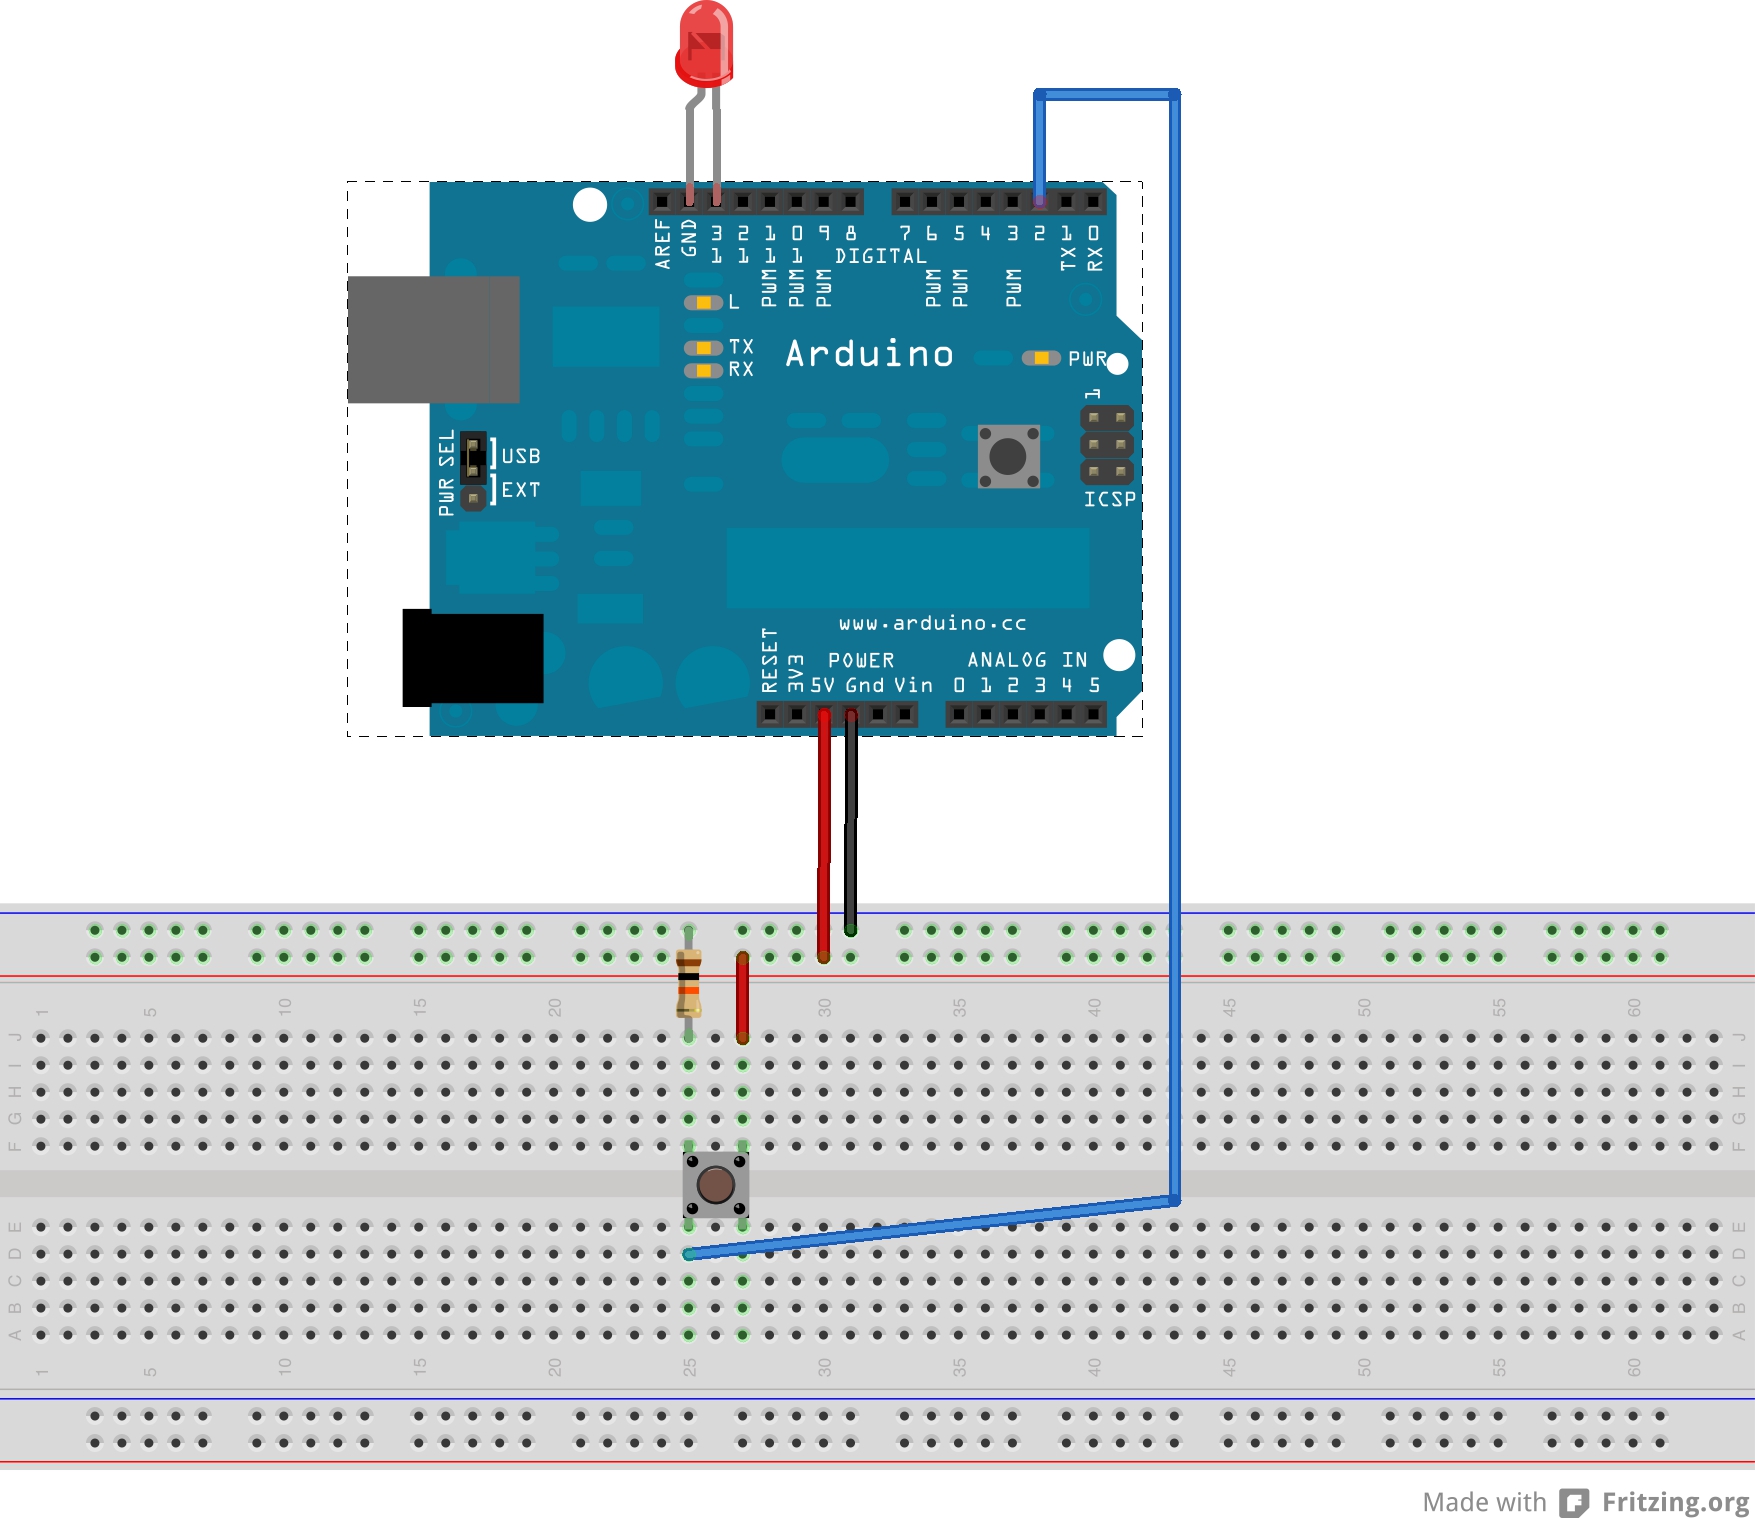 AREF
GND
13
12
11
10
9
8
7
6
5
4
3
2
TX 1
RX 0
DIGITAL
PWM
PWM
PWM
PWM
PWM
PWM
L
TX
RX
Arduino
PWR
1
ICSP
PWR SEL
USB
EXT
www.arduino.cc
RESET
3V3
POWER
5V Gnd Vin
ANALOG IN
0 1 2 3 4 5
1 5 10 15 20 30 35 40 45 50 55 60
J J
I I
H H
G G
F F
E E
D D
C C
B B
A A
1 5 10 15 20 25 30 35 40 45 50 55 60
Made with Fritzing.org